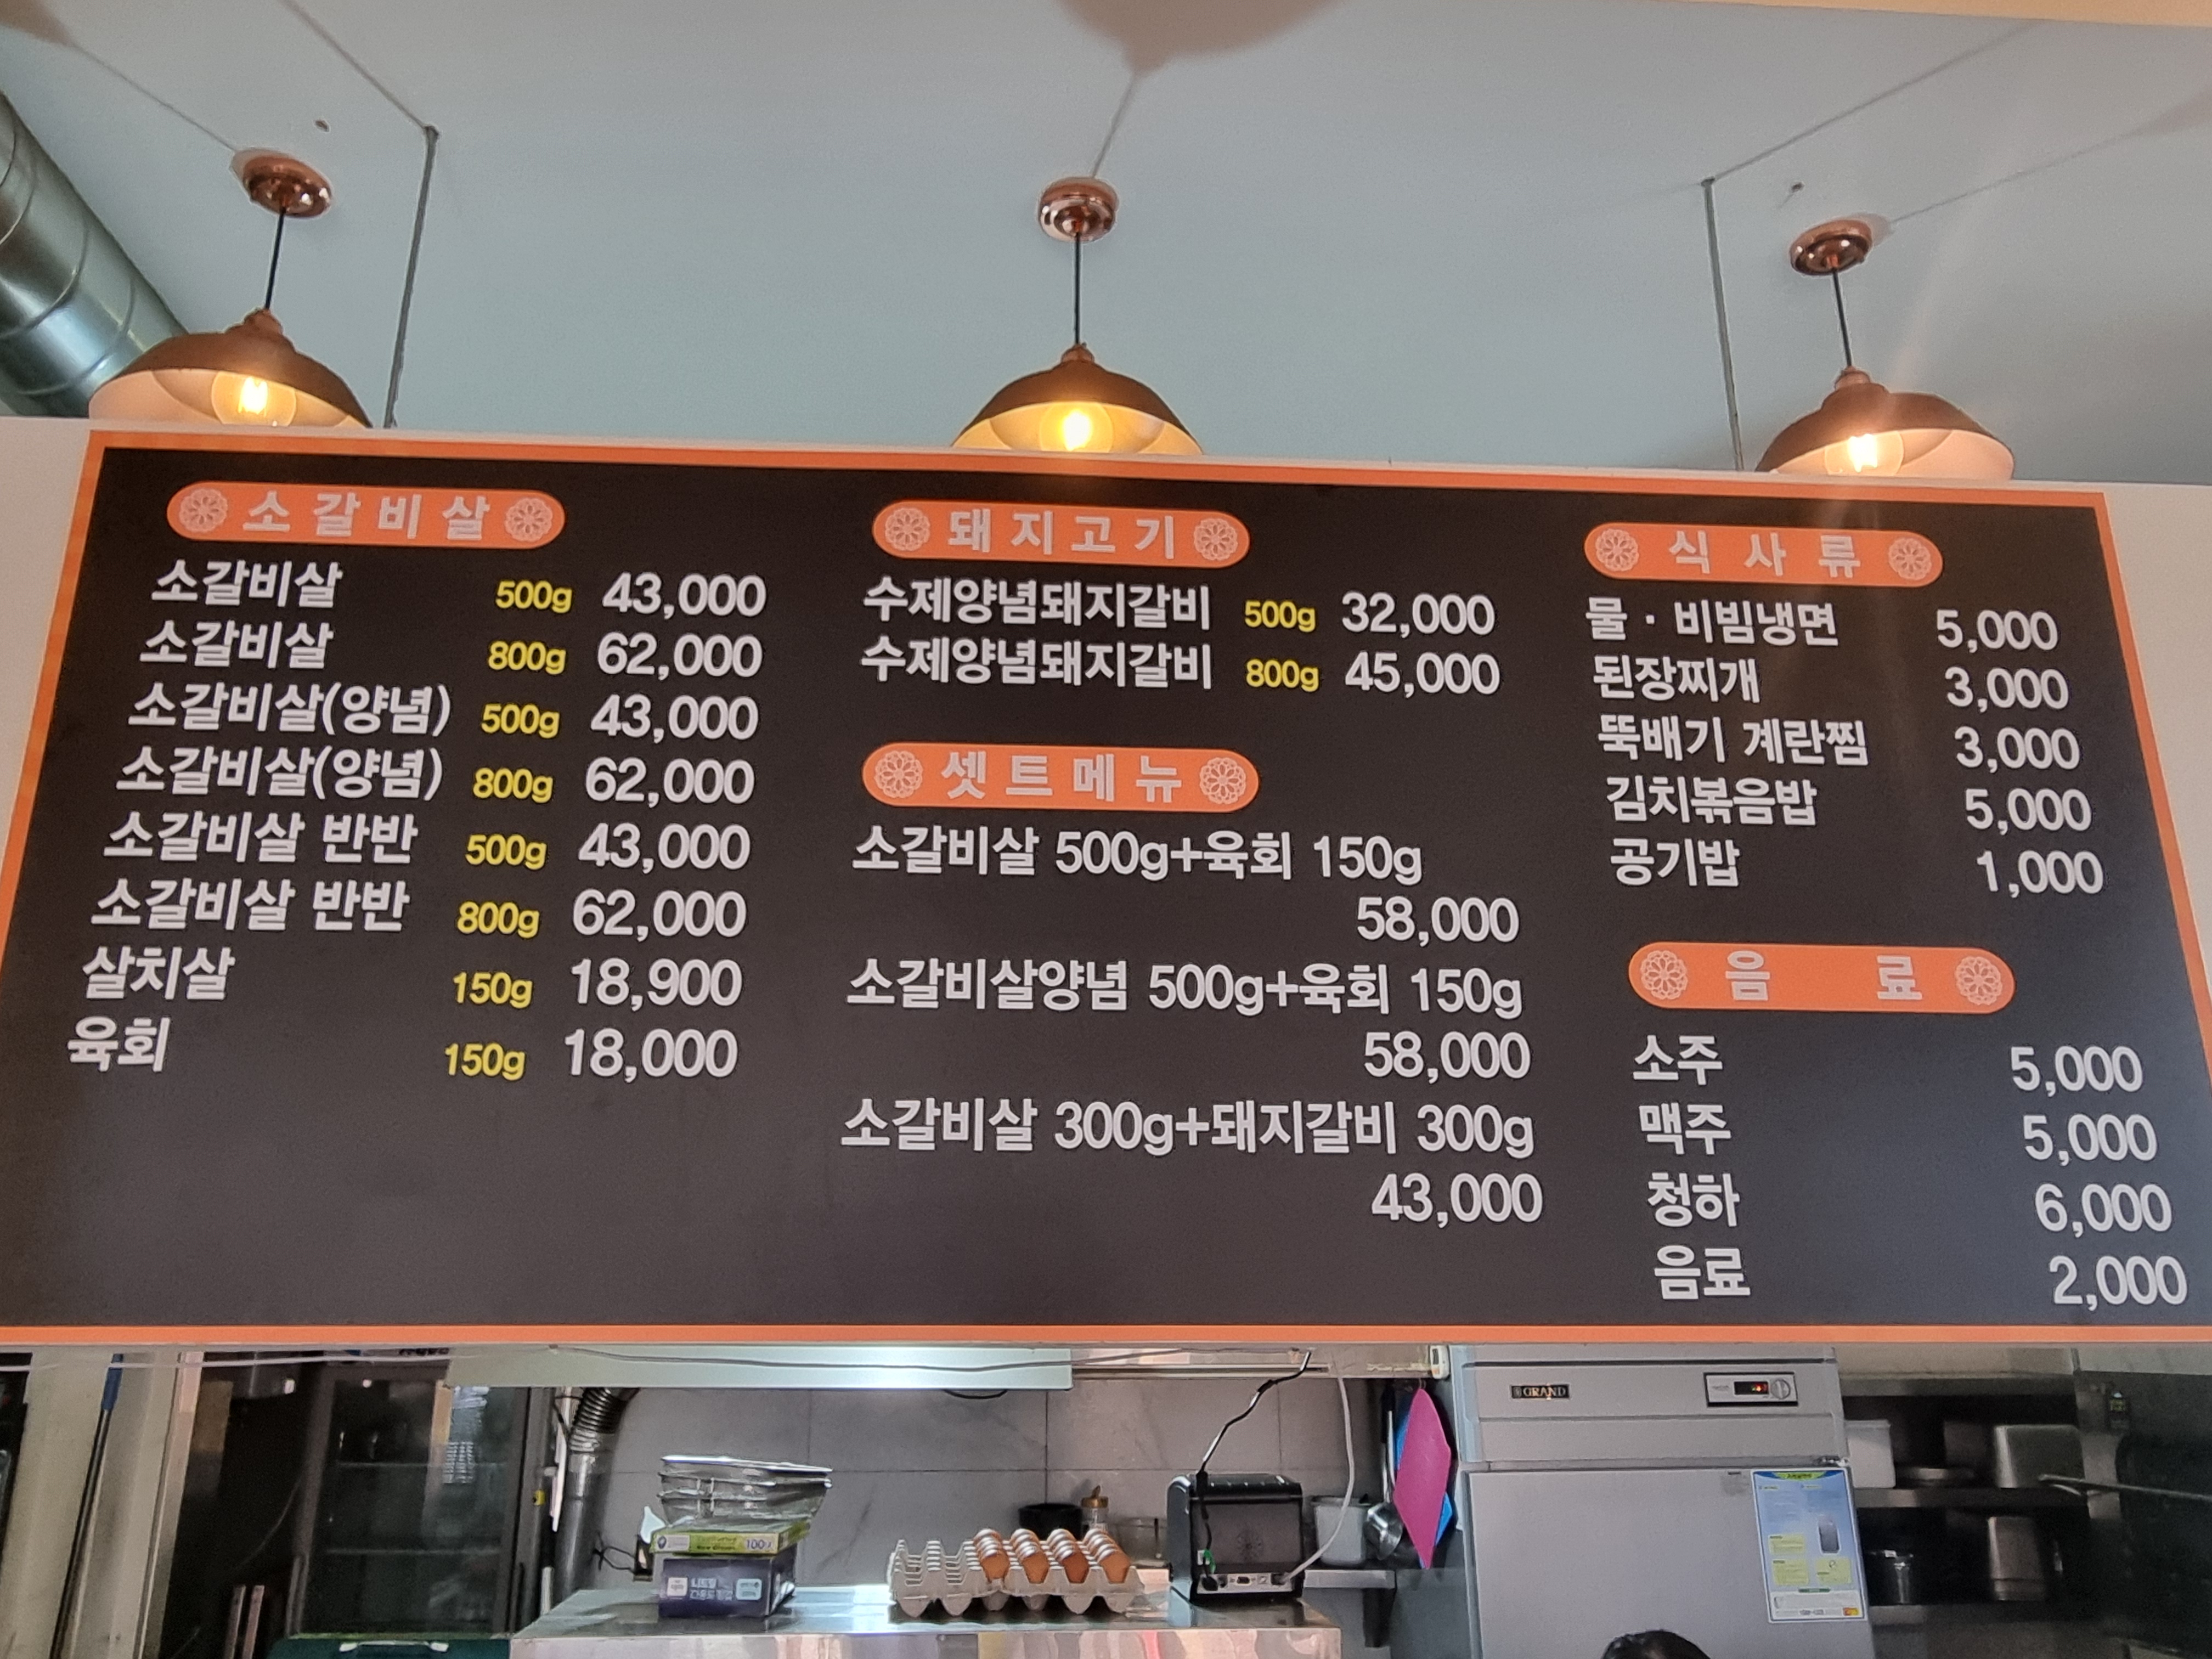 소갈비살
소갈비살 500g 43,000
소갈비살 800g 62,000
소갈비살(양념) 500g 43,000
소갈비살(양념) 800g 62,000
소갈비살 반반 500g 43,000
소갈비살 반반 800g 62,000
살치살 150g 18,900
육회 150g 18,000
돼지고기
수제양념돼지갈비 500g 32,000
수제양념돼지갈비 800g 45,000
셋트메뉴
소갈비살 500g+육회 150g
58,000
소갈비살양념 500g+육회 150g
58,000
소갈비살 300g+돼지갈비 300g
43,000
식사류
물·비빔냉면 5,000
된장찌개 3,000
뚝배기 계란찜 3,000
김치볶음밥 5,000
공기밥 1,000
음료
소주 5,000
맥주 5,000
청하 6,000
음료 2,000
GRAND